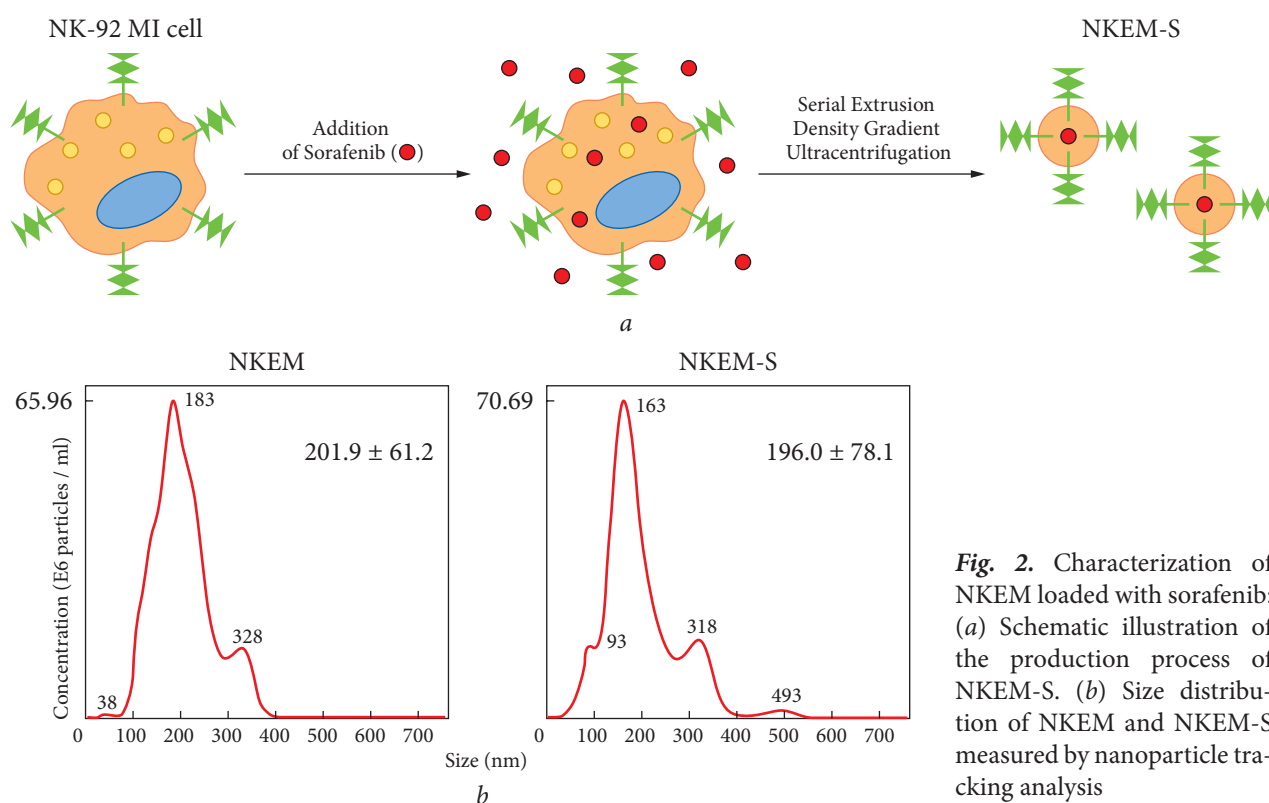 NK-92 MI cell
NKEM-S
Addition
of Sorafenib ( )
Serial Extrusion
Density Gradient
Ultracentrifugation
a
NKEM
65.96
183
201.9 ± 61.2
328
38
Concentration (E6 particles / ml)
0 100 200 300 400 500 600 700
NKEM-S
70.69
163
196.0 ± 78.1
93
318
493
0 100 200 300 400 500 600 700
Size (nm)
b
Fig. 2. Characterization of
NKEM loaded with sorafenib:
(a) Schematic illustration of
the production process of
NKEM-S. (b) Size distribu-
tion of NKEM and NKEM-S
measured by nanoparticle tra-
cking analysis